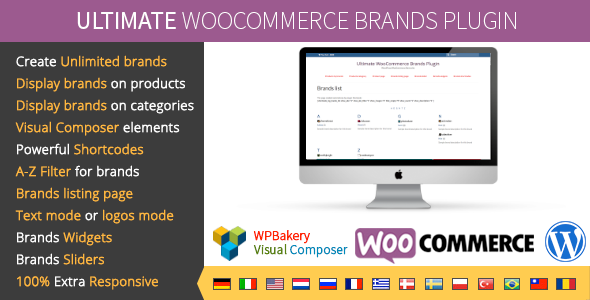 ULTIMATE WOOCOMMERCE BRANDS PLUGIN
Create Unlimited brands
Display brands on products
Display brands on categories
Visual Composer elements
Powerful Shortcodes
A-Z Filter for brands
Brands listing page
Text mode or logos mode
Brands Widgets
Brands Sliders
100% Extra Responsive
Ultimate WooCommerce Brands Plugin
Brands list
WPBakery
Visual Composer
WOO COMMERCE